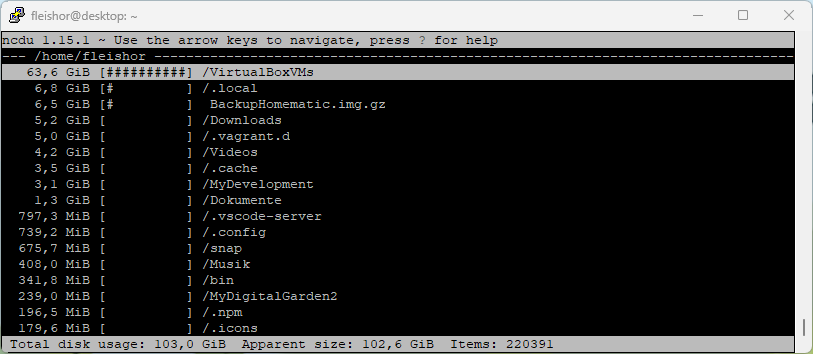 fleishor@desktop: ~
ncdu 1.15.1 ~ Use the arrow keys to navigate, press ? for help
--- /home/fleishor ----------------------------------------------------------------
63,6 GiB [##########] /VirtualBoxVMs
6,8 GiB [#         ] /.local
6,5 GiB [#         ]  BackupHomematic.img.gz
5,2 GiB [          ] /Downloads
5,0 GiB [          ] /.vagrant.d
4,2 GiB [          ] /Videos
3,5 GiB [          ] /.cache
3,1 GiB [          ] /MyDevelopment
1,3 GiB [          ] /Dokumente
797,3 MiB [          ] /.vscode-server
739,2 MiB [          ] /.config
675,7 MiB [          ] /snap
408,0 MiB [          ] /Musik
341,8 MiB [          ] /bin
239,0 MiB [          ] /MyDigitalGarden2
196,5 MiB [          ] /.npm
179,6 MiB [          ] /.icons
Total disk usage: 103,0 GiB  Apparent size: 102,6 GiB  Items: 220391